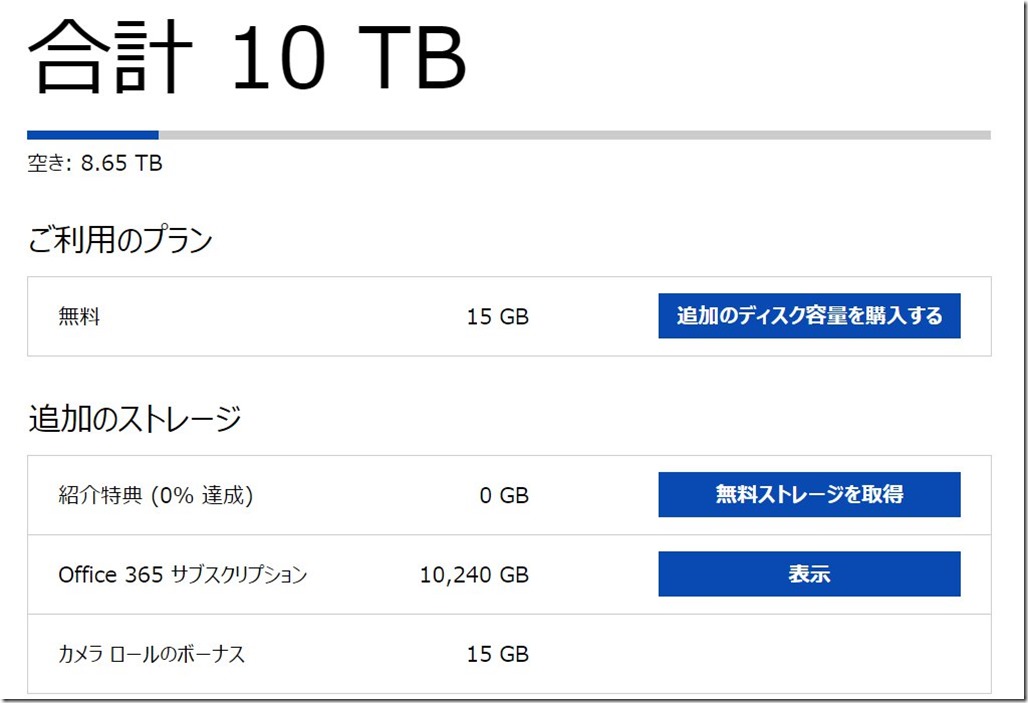 合計 10 TB
空き: 8.65 TB
ご利用のプラン
無料 15 GB 追加のディスク容量を購入する
追加のストレージ
紹介特典 (0% 達成) 0 GB 無料ストレージを取得
Office 365 サブスクリプション 10,240 GB 表示
カメラ ロールのボーナス 15 GB